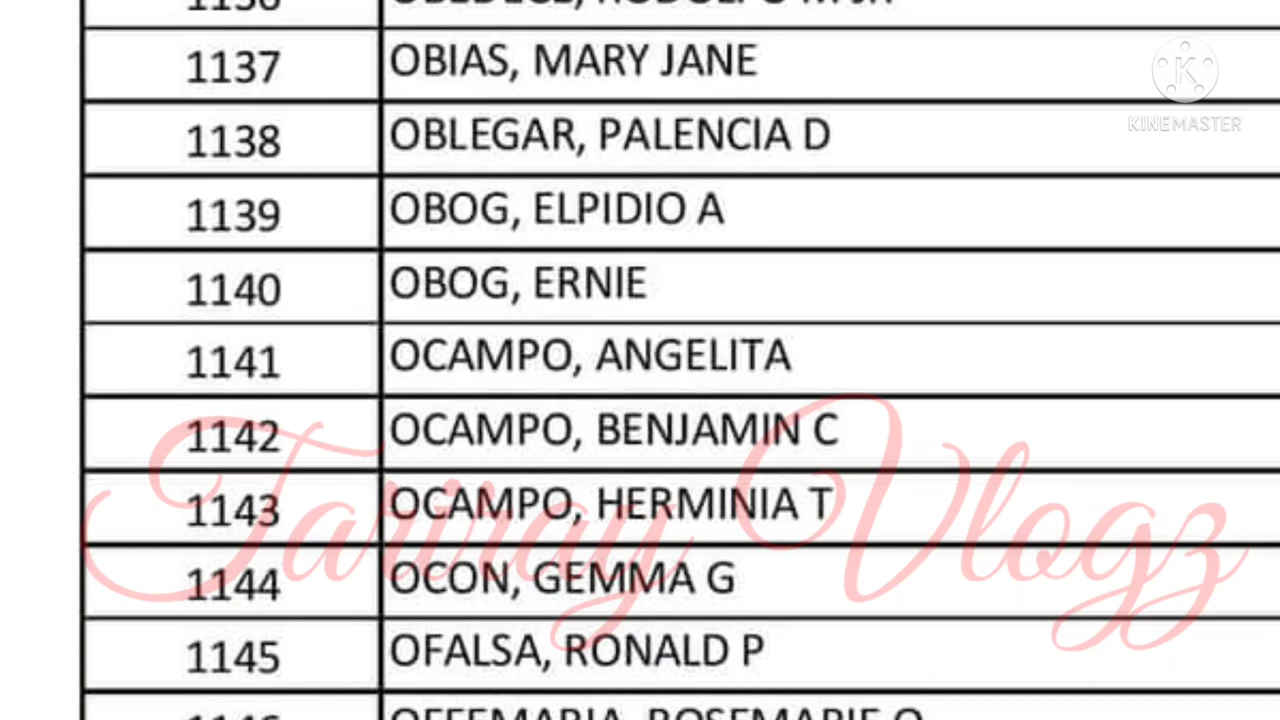 1137 OBIAS, MARY JANE
KINEMASTER
1138 OBLEGAR, PALENCIA D
1139 OBOG, ELPIDIO A
1140 OBOG, ERNIE
1141 OCAMPO, ANGELITA
1142 OCAMPO, BENJAMIN C
1143 OCAMPO, HERMINIA T
Vlogz
1144 OCON, GEMMA G
1145 OFALSA, RONALD P